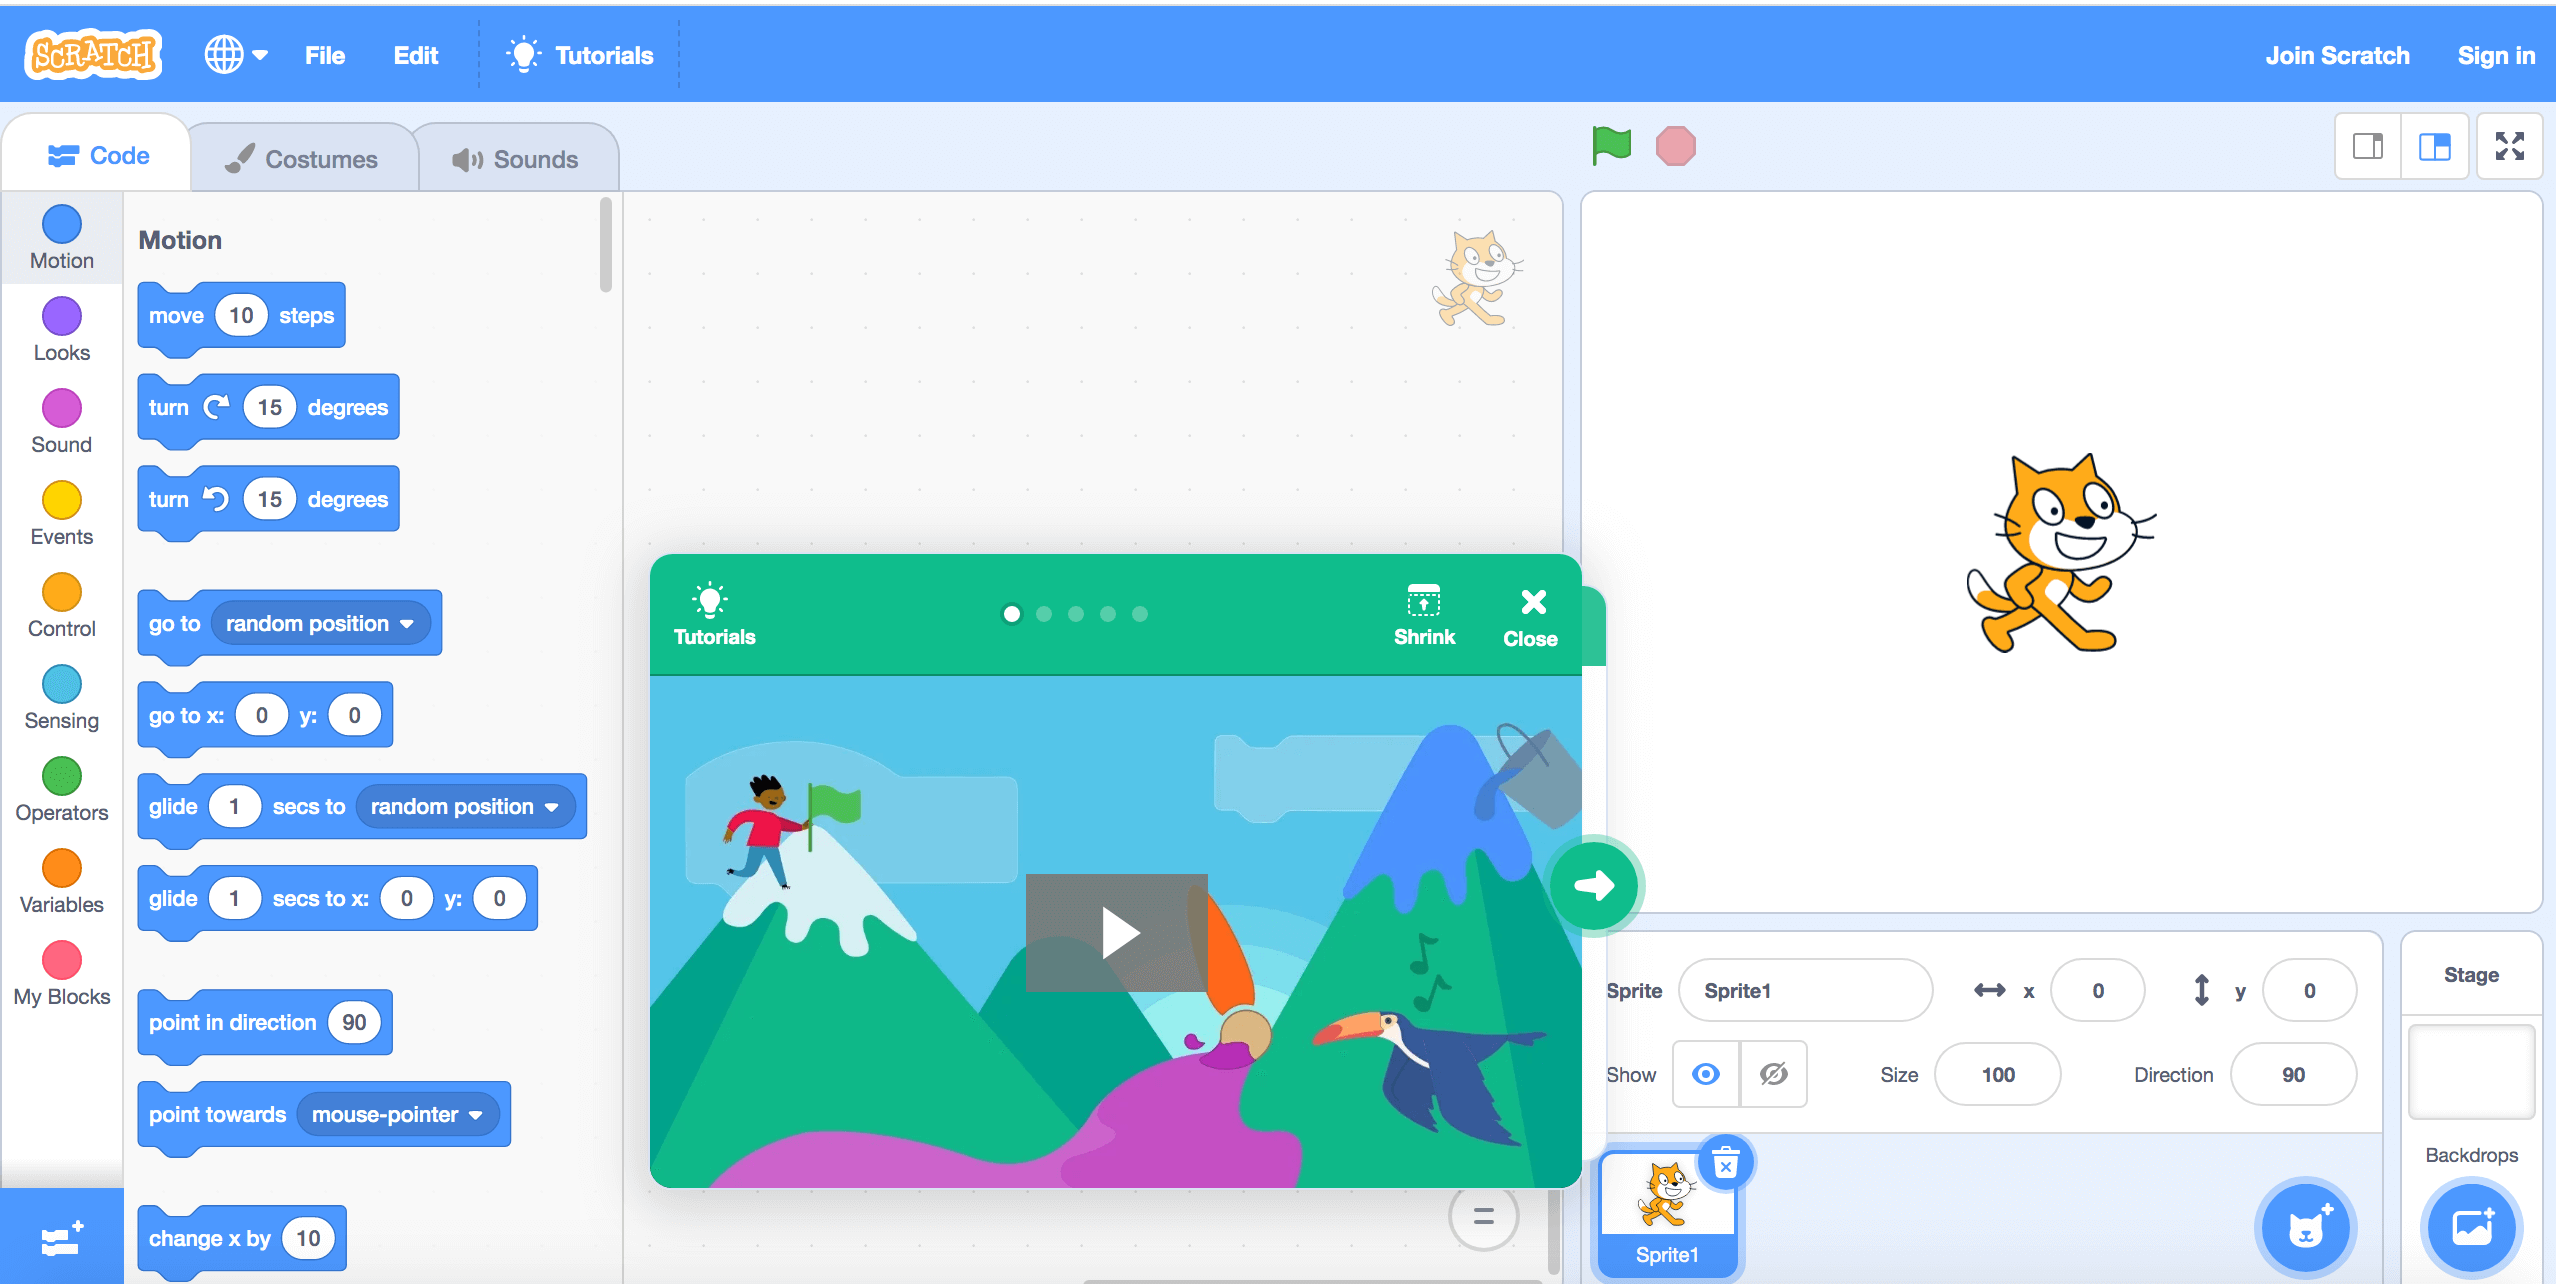 SCRATCH File Edit Tutorials Join Scratch Sign in
Code Costumes Sounds
Motion
Looks
Sound
Events
Control
Sensing
Operators
Variables
My Blocks
Motion
move 10 steps
turn 15 degrees
turn 15 degrees
go to random position
go to x: 0 y: 0
glide 1 secs to random position
glide 1 secs to x: 0 y: 0
point in direction 90
point towards mouse-pointer
change x by 10
Tutorials Shrink Close
Sprite Sprite1 x 0 y 0
Show Size 100 Direction 90
Sprite1
Stage
Backdrops